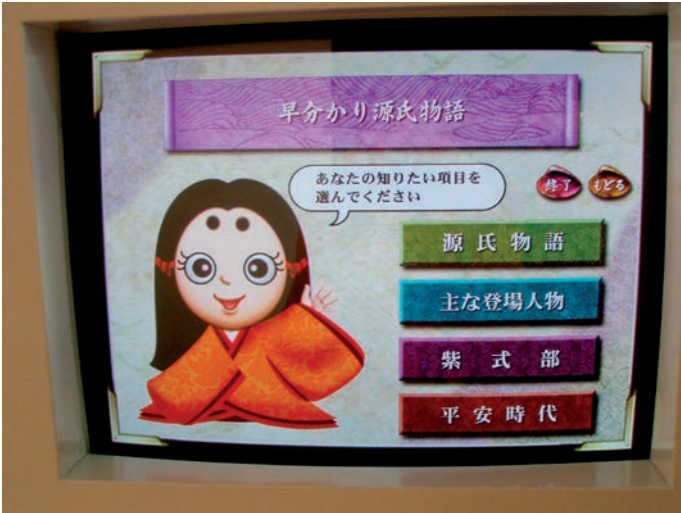 早分かり源氏物語
あなたの知りたい項目を
選んでください
終了
もどる
源氏物語
主な登場人物
紫式部
平安時代